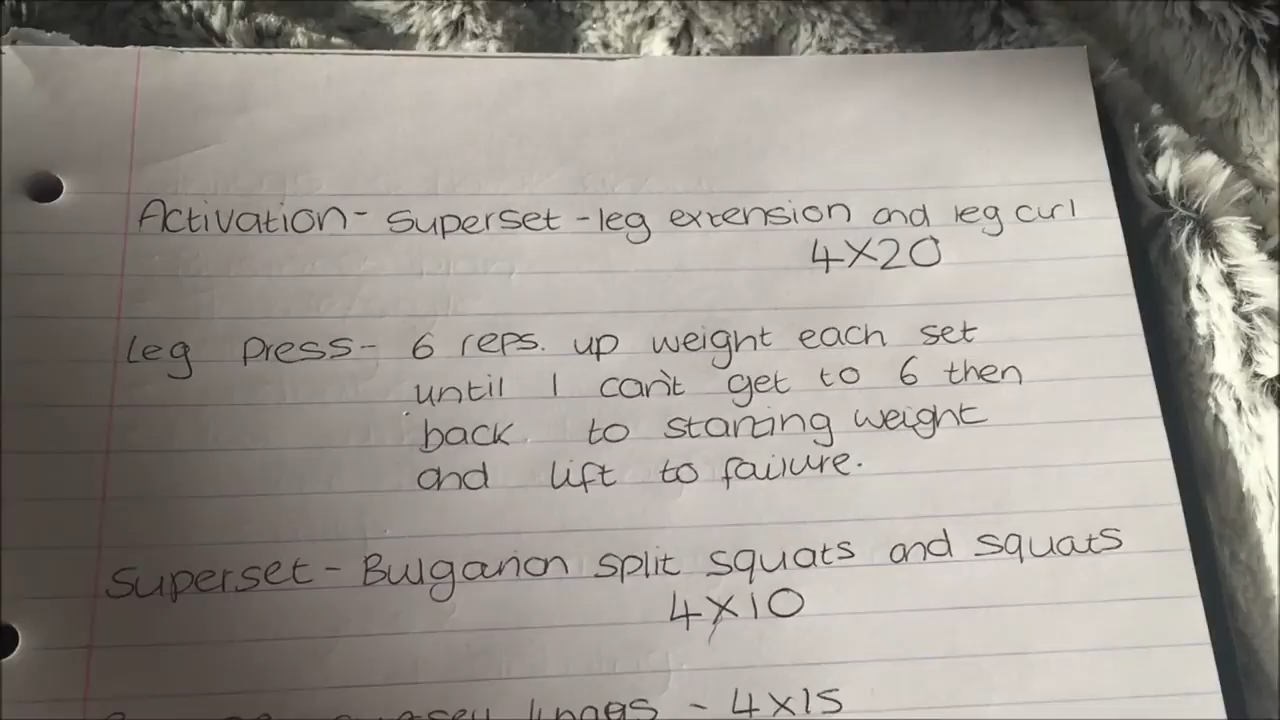 Activation - Superset - leg extension and leg curl
4x20
Leg press - 6 reps. up weight each set
until I can't get to 6 then
back to starting weight
and lift to failure.
Superset - Bulgarian split squats and squats
4x10
lunges - 4x15